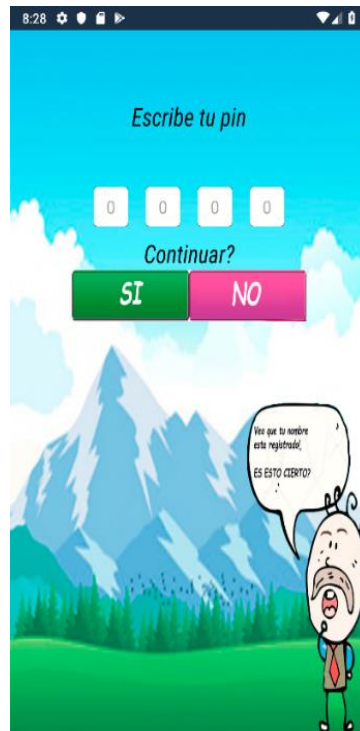 8:28
Escribe tu pin
0 0 0 0
Continuar?
SI NO
Veo que tu nombre
esta registrado!,
ES ESTO CIERTO?